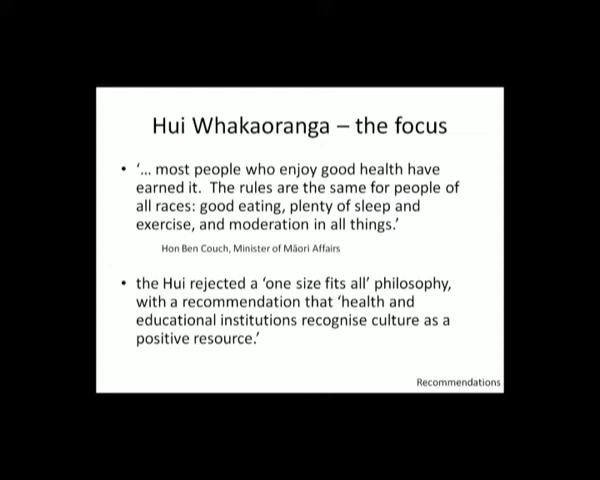 Hui Whakaoranga – the focus
• ‘... most people who enjoy good health have
earned it. The rules are the same for people of
all races: good eating, plenty of sleep and
exercise, and moderation in all things.’
Hon Ben Couch, Minister of Māori Affairs
• the Hui rejected a ‘one size fits all’ philosophy,
with a recommendation that ‘health and
educational institutions recognise culture as a
positive resource.’
Recommendations